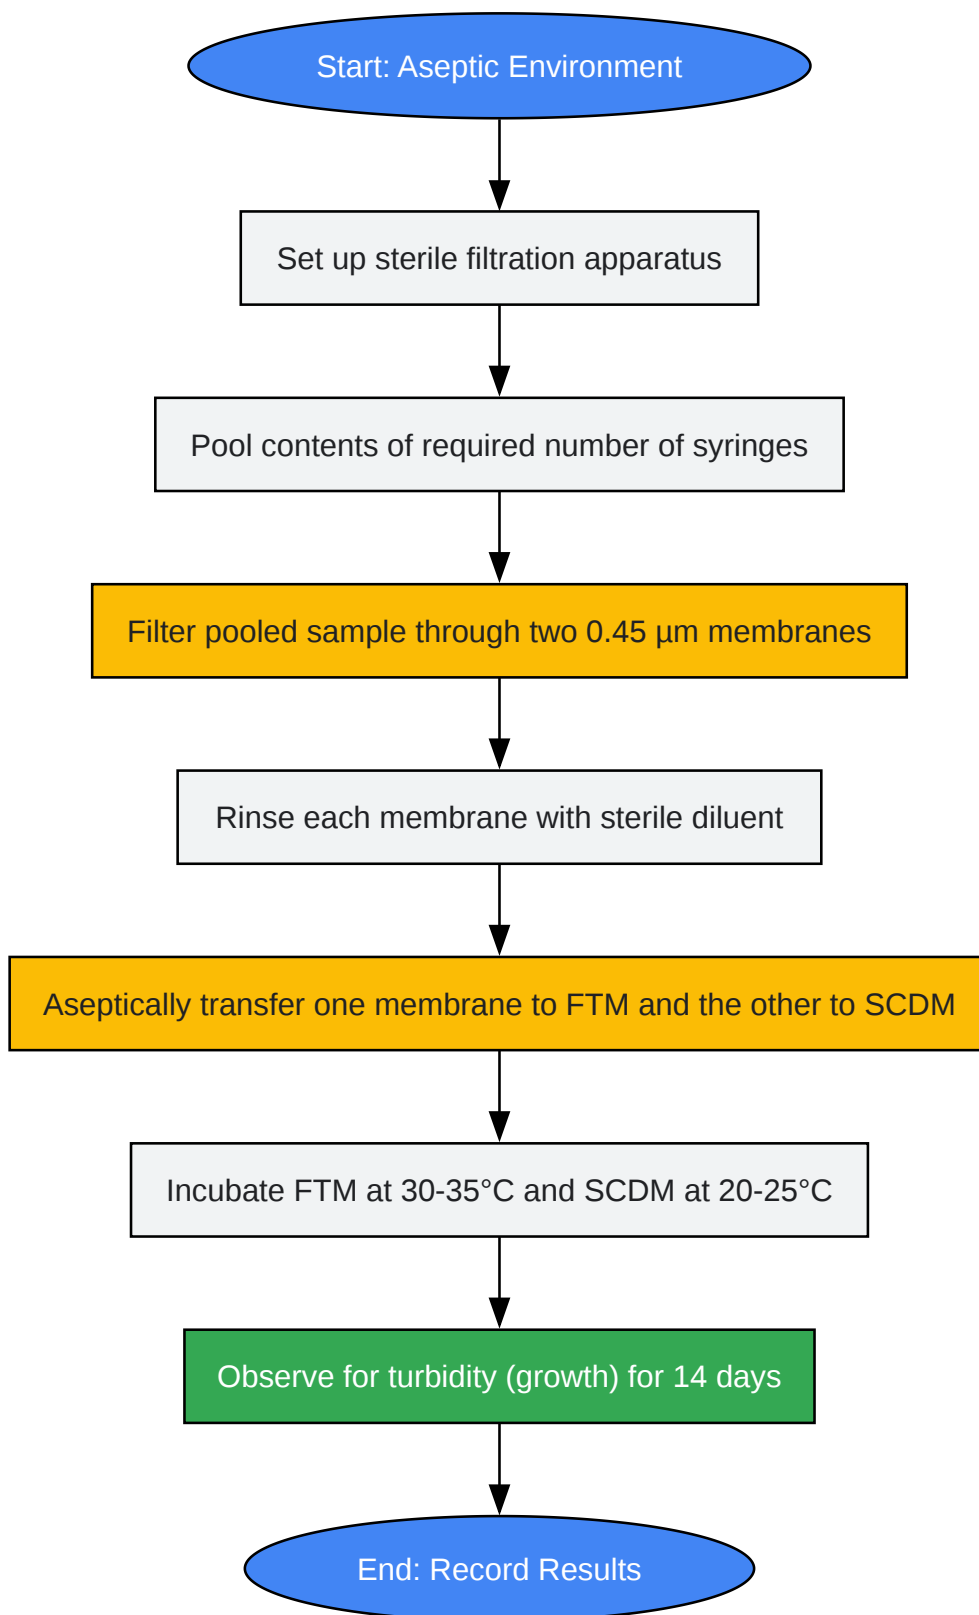 Start: Aseptic Environment
Set up sterile filtration apparatus
Pool contents of required number of syringes
Filter pooled sample through two 0.45 µm membranes
Rinse each membrane with sterile diluent
Aseptically transfer one membrane to FTM and the other to SCDM
Incubate FTM at 30-35°C and SCDM at 20-25°C
Observe for turbidity (growth) for 14 days
End: Record Results